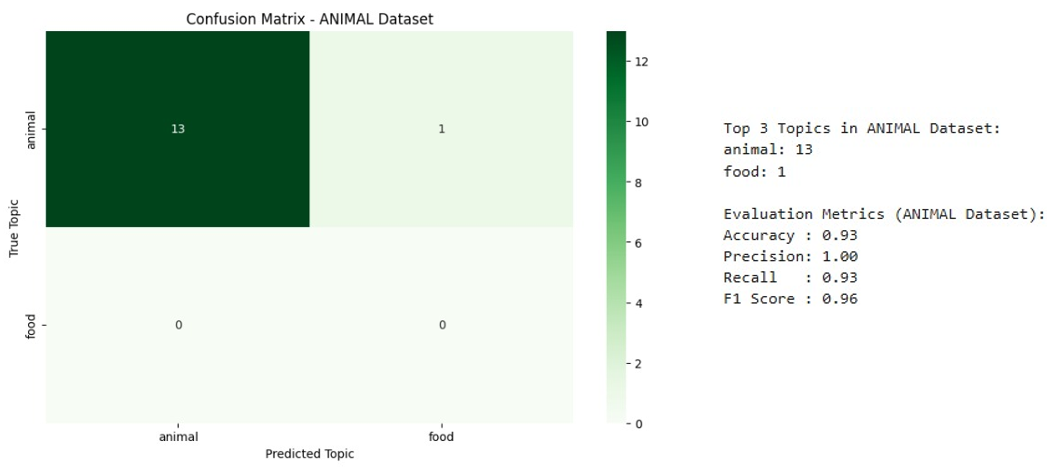 Confusion Matrix - ANIMAL Dataset
True Topic
animal
food
13
1
0
0
animal
food
Predicted Topic
12
10
8
6
4
2
0
Top 3 Topics in ANIMAL Dataset:
animal: 13
food: 1
Evaluation Metrics (ANIMAL Dataset):
Accuracy : 0.93
Precision: 1.00
Recall   : 0.93
F1 Score : 0.96